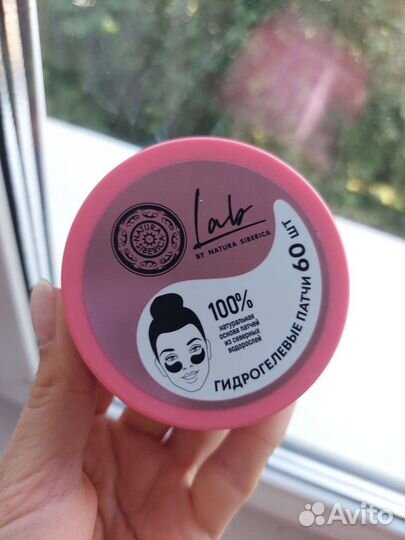 NATURA
SIBERICA
Lab
BY NATURA SIBERICA
100%
натуральная
основа патчей
из северных
водорослей
ГИДРОГЕЛЕВЫЕ ПАТЧИ 60 ШТ
Avito